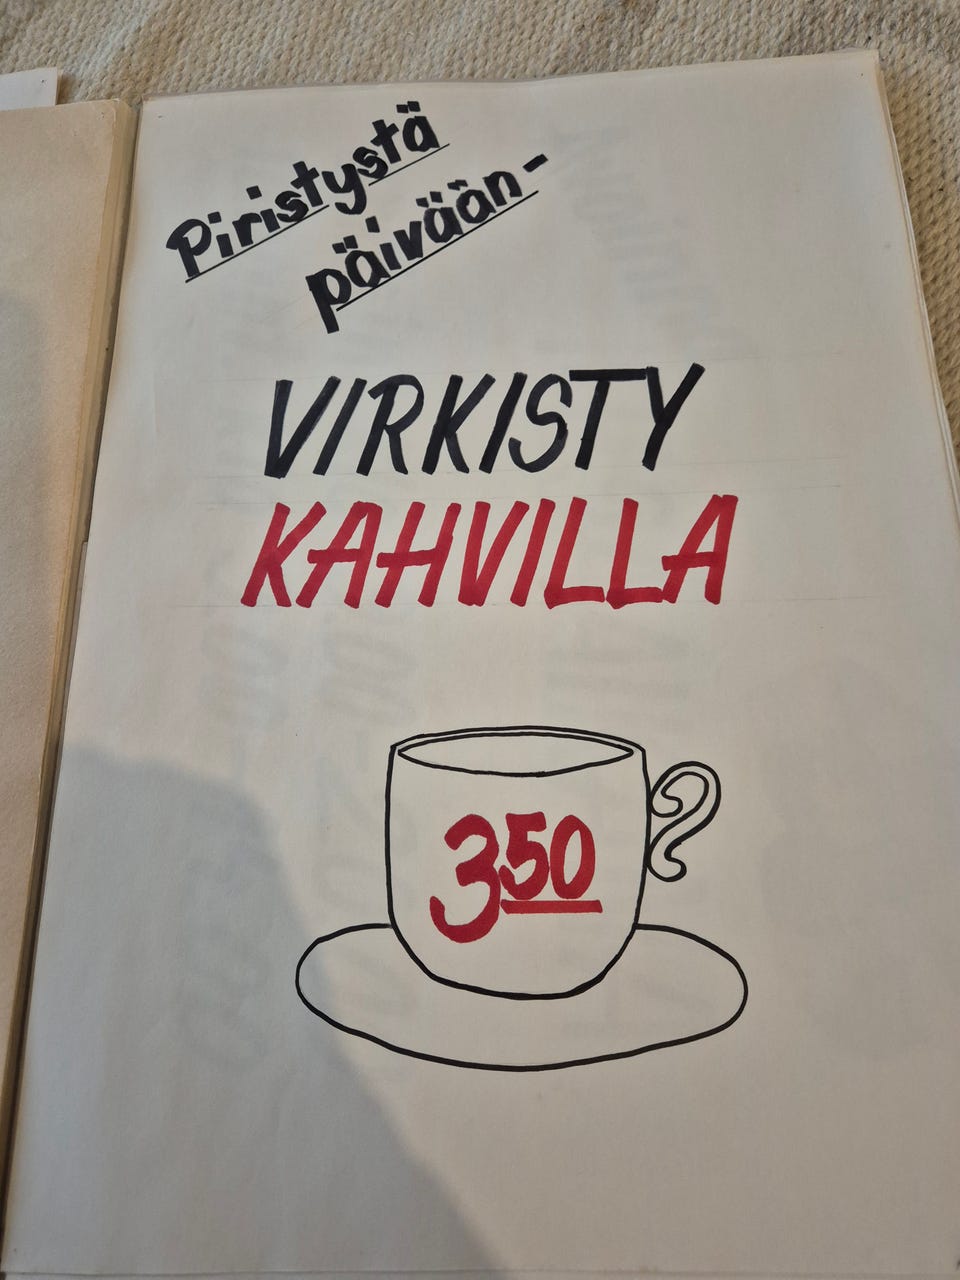 Piristystä
päivään-
VIRKISTY
KAHVILLA
350